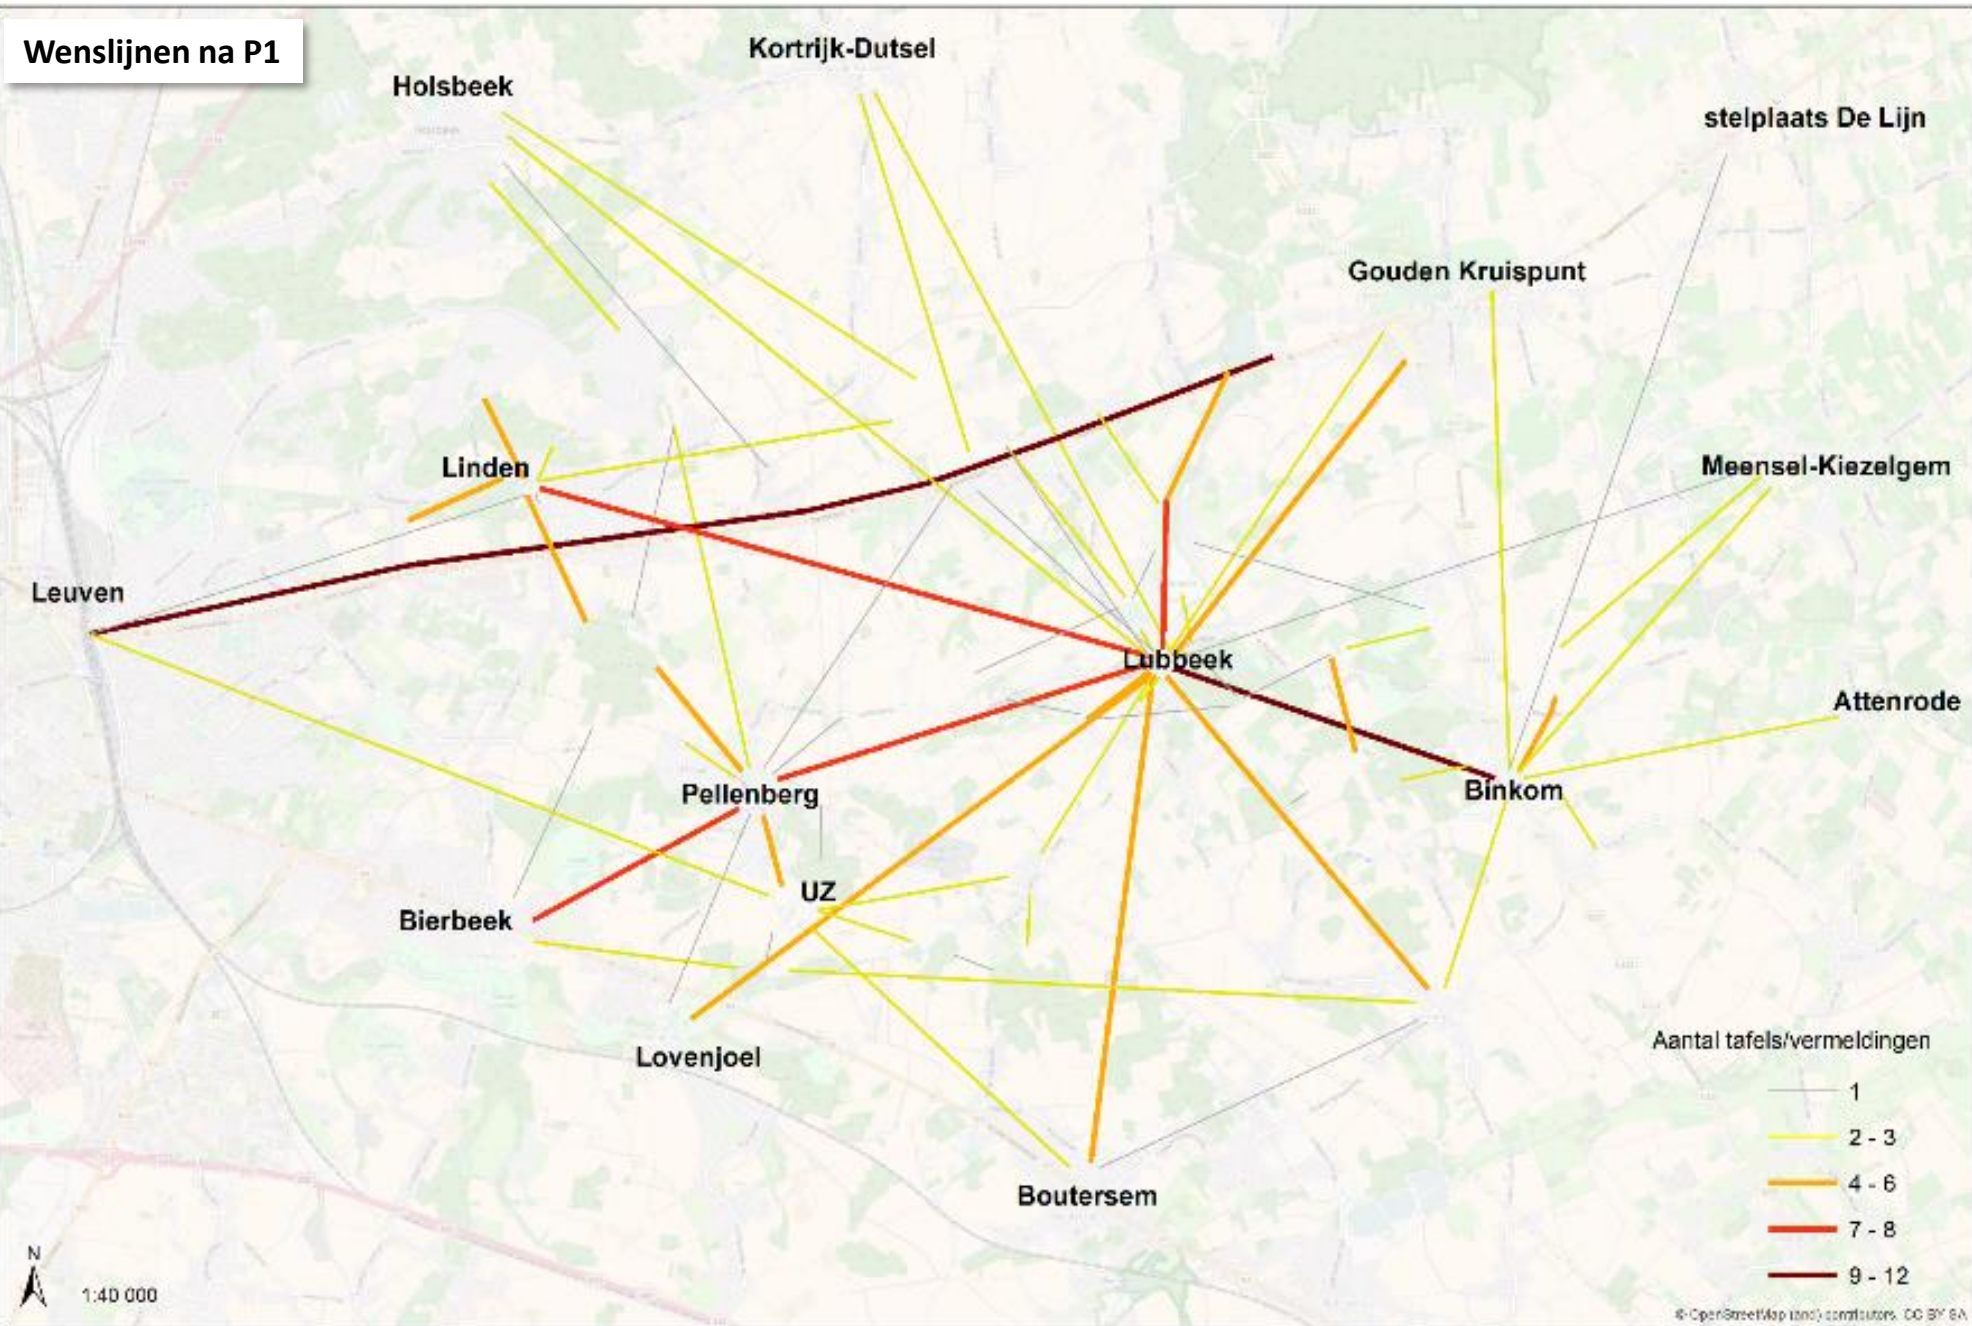 Wenslijnen na P1
Kortrijk-Dutsel
Holsbeek
stelplaats De Lijn
Gouden Kruispunt
Linden
Meensel-Kiezelgem
Leuven
Lubbeek
Attenrode
Pellenberg
Binkom
UZ
Bierbeek
Lovenjoel
Boutersem
Aantal tafels/vermeldingen
1
2 - 3
4 - 6
7 - 8
9 - 12
N
1:40 000
© OpenStreetMap (and) contributors, CC BY SA